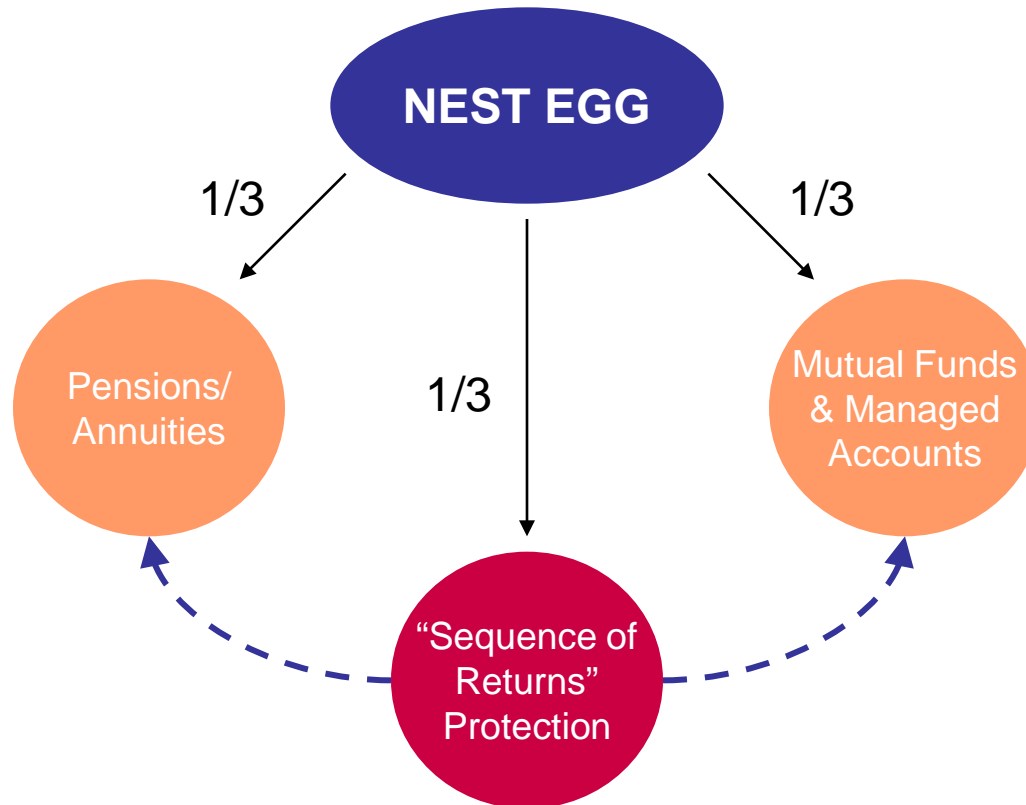 NEST EGG
1/3
1/3
1/3
Pensions/
Annuities
Mutual Funds
& Managed
Accounts
“Sequence of
Returns”
Protection